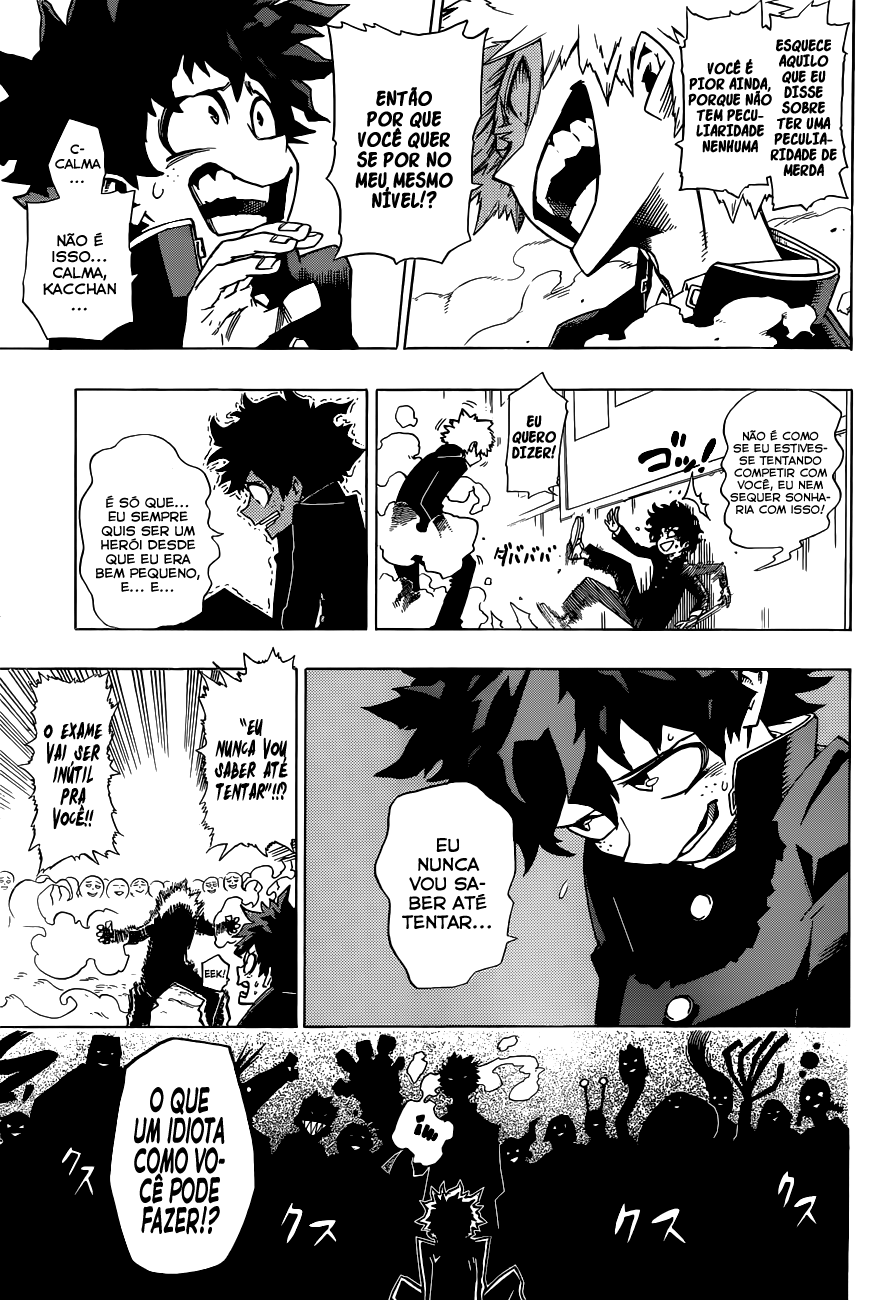 ESQUECE
AQUILO
QUE EU
DISSE
SOBRE
TER UMA
PECULIA-
RIDADE DE
MERDA
VOCÊ É
PIOR AINDA,
PORQUE NÃO
TEM PECU-
LIARIDADE
NENHUMA
ENTÃO
POR QUE
VOCÊ QUER
SE POR NO
MEU MESMO
NÍVEL!?
C-
CALMA
...
NÃO É
ISSO...
CALMA,
KACCHAN
...
NÃO É COMO
SE EU ESTIVES-
SE TENTANDO
COMPETIR COM
VOCÊ, EU NEM
SEQUER SONHA-
RIA COM ISSO!
ゴッ!
EU
QUERO
DIZER!
ダババババ
É SÓ QUE...
EU SEMPRE
QUIS SER UM
HERÓI DESDE
QUE EU ERA
BEM PEQUENO,
E... E...
EU
NUNCA
VOU SA-
BER ATÉ
TENTAR...
"EU
NUNCA VOU
SABER ATÉ
TENTAR"!!?
O EXAME
VAI SER
INÚTIL
PRA
VOCÊ!!
EEK!
O QUE
UM IDIOTA
COMO VO-
CÊ PODE
FAZER!?
クス
クス
クス
クス